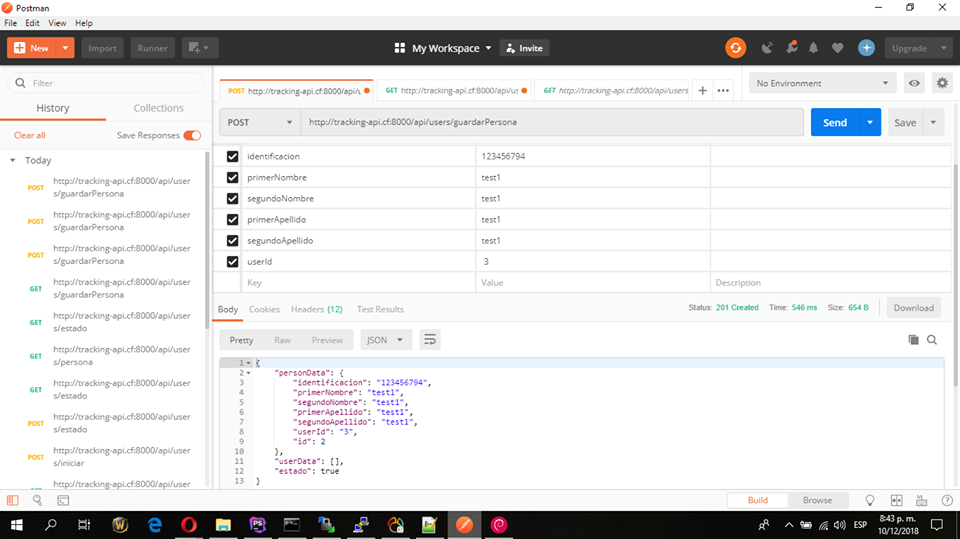 Postman
File Edit View Help
New Import Runner My Workspace Invite Upgrade
Filter
History Collections
Clear all Save Responses
Today
POST http://tracking-api.cf:8000/api/users/guardarPersona
POST http://tracking-api.cf:8000/api/users/guardarPersona
POST http://tracking-api.cf:8000/api/users/guardarPersona
GET http://tracking-api.cf:8000/api/users/guardarPersona
GET http://tracking-api.cf:8000/api/users/estado
GET http://tracking-api.cf:8000/api/users/persona
GET http://tracking-api.cf:8000/api/users/estado
POST http://tracking-api.cf:8000/api/users/estado
POST http://tracking-api.cf:8000/api/users/iniciar
http://tracking-api.cf:8000/api/user
POST http://tracking-api.cf:8000/api/u GET http://tracking-api.cf:8000/api/us GET http://tracking-api.cf:8000/api/users No Environment
POST http://tracking-api.cf:8000/api/users/guardarPersona Send Save
identificacion 123456794
primerNombre test1
segundoNombre test1
primerApellido test1
segundoApellido test1
userId 3
Key Value Description
Body Cookies Headers (12) Test Results Status: 201 Created Time: 546 ms Size: 654 B Download
Pretty Raw Preview JSON
1 {
2 "personData": {
3 "identificacion": "123456794",
4 "primerNombre": "test1",
5 "segundoNombre": "test1",
6 "primerApellido": "test1",
7 "segundoApellido": "test1",
8 "userId": "3",
9 "id": 2
10 },
11 "userData": [],
12 "estado": true
13 }
Build Browse
ESP 8:43 p. m.
10/12/2018